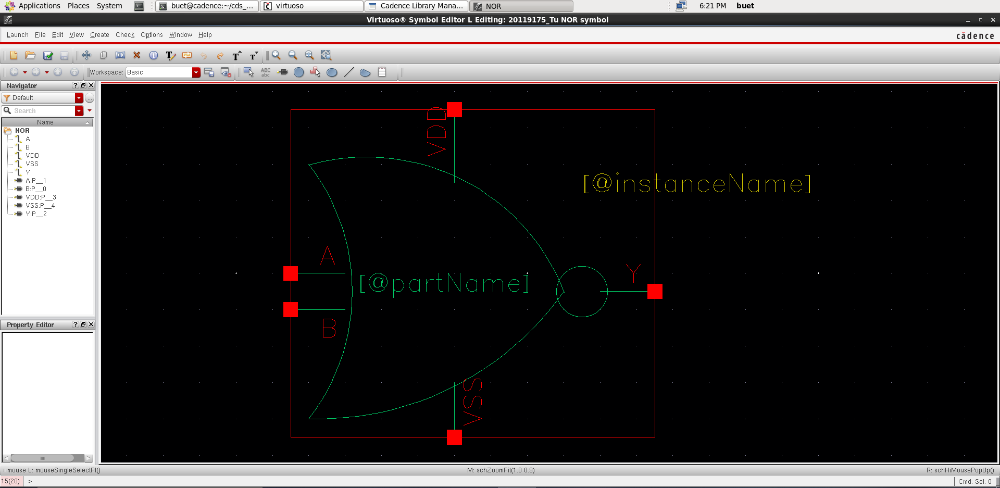 Applications Places System buet@cadence:~/cds_... virtuoso Cadence Library Mana... NOR 6:21 PM buet
Virtuoso® Symbol Editor L Editing: 20119175_Tu NOR symbol
Launch File Edit View Create Check Options Window Help cādence
Workspace: Basic ABC abc
Navigator
Default
Search
Name
NOR
A
B
VDD
VSS
Y
A:P__1
B:P__0
VDD:P__3
VSS:P__4
Y:P__2
Property Editor
VDD
[@instanceName]
A
[@partName]
Y
B
VSS
mouse L: mouseSingleSelectPt() M: schZoomFit(1.0 0.9) R: schHiMousePopUp()
15(20) > Cmd: Sel: 0